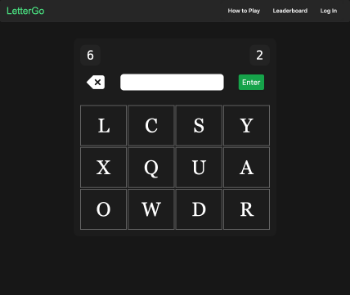 LetterGo How to Play Leaderboard Log In
6 2
Enter
L C S Y
X Q U A
O W D R